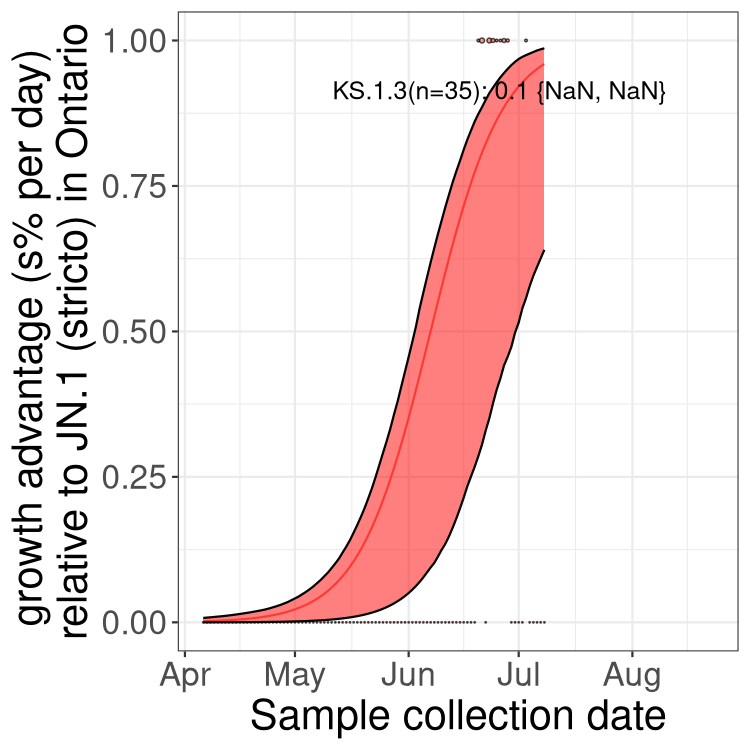 growth advantage (s% per day)
relative to JN.1 (stricto) in Ontario
1.00
0.75
0.50
0.25
0.00
KS.1.3(n=35): 0.1 {NaN, NaN}
Apr May Jun Jul Aug
Sample collection date